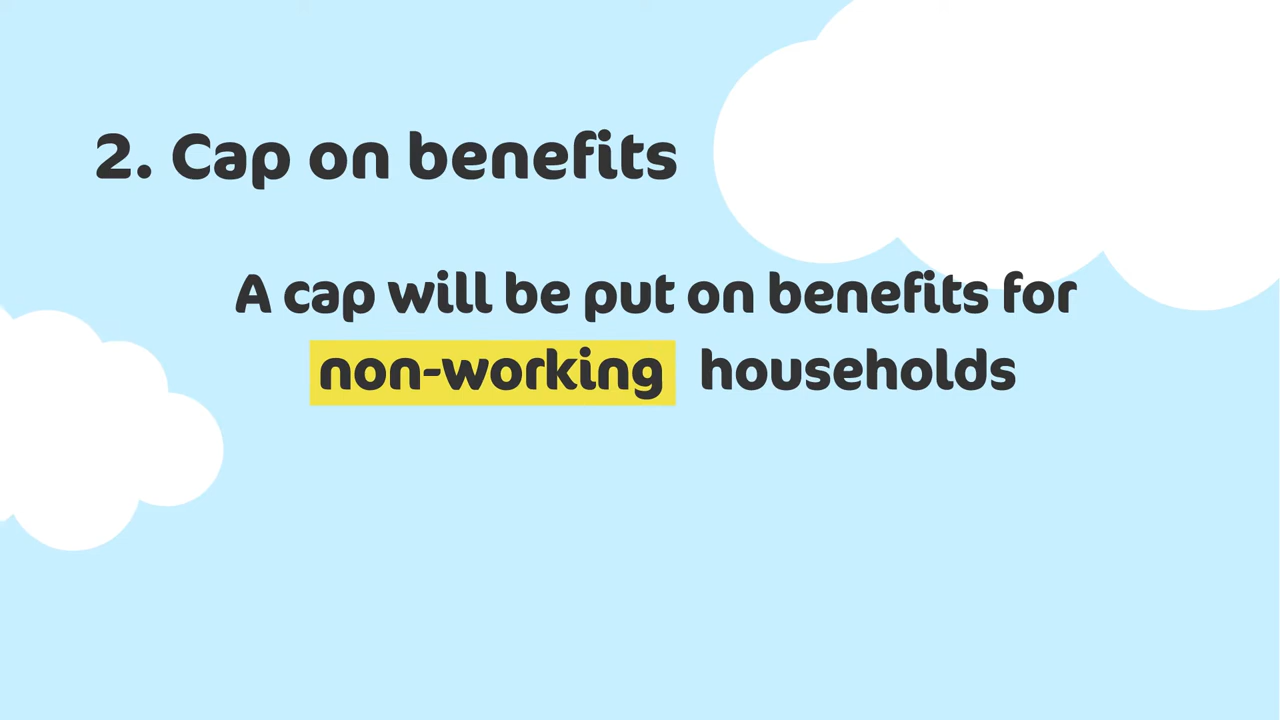 2. Cap on benefits
A cap will be put on benefits for
non-working households